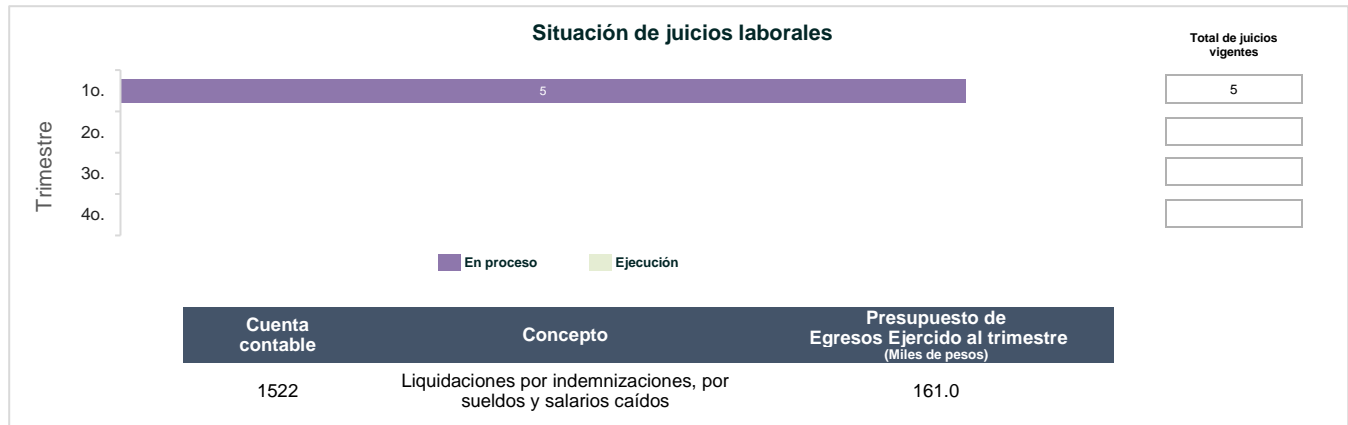 Situación de juicios laborales
Total de juicios
vigentes
Trimestre
1o.
5
5
2o.
3o.
4o.
En proceso
Ejecución
Cuenta
contable
Concepto
Presupuesto de
Egresos Ejercido al trimestre
(Miles de pesos)
1522
Liquidaciones por indemnizaciones, por
sueldos y salarios caídos
161.0